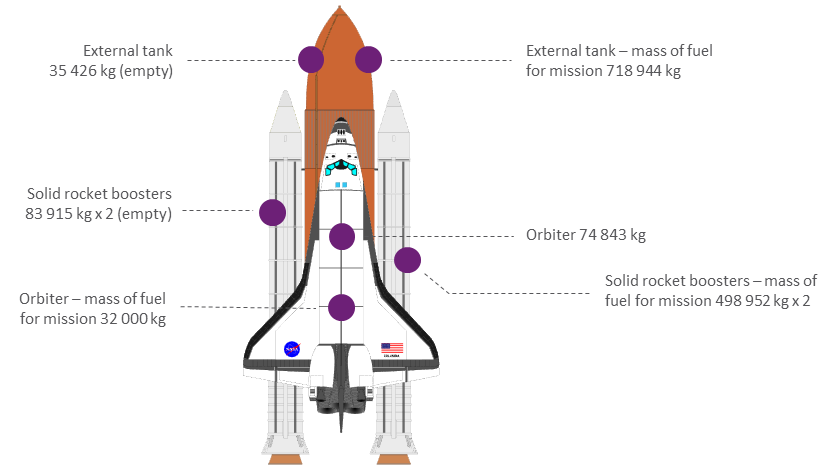 External tank
35 426 kg (empty)
External tank – mass of fuel
for mission 718 944 kg
Solid rocket boosters
83 915 kg x 2 (empty)
Orbiter 74 843 kg
Solid rocket boosters – mass of
fuel for mission 498 952 kg x 2
Orbiter – mass of fuel
for mission 32 000 kg
NASA
COLUMBIA